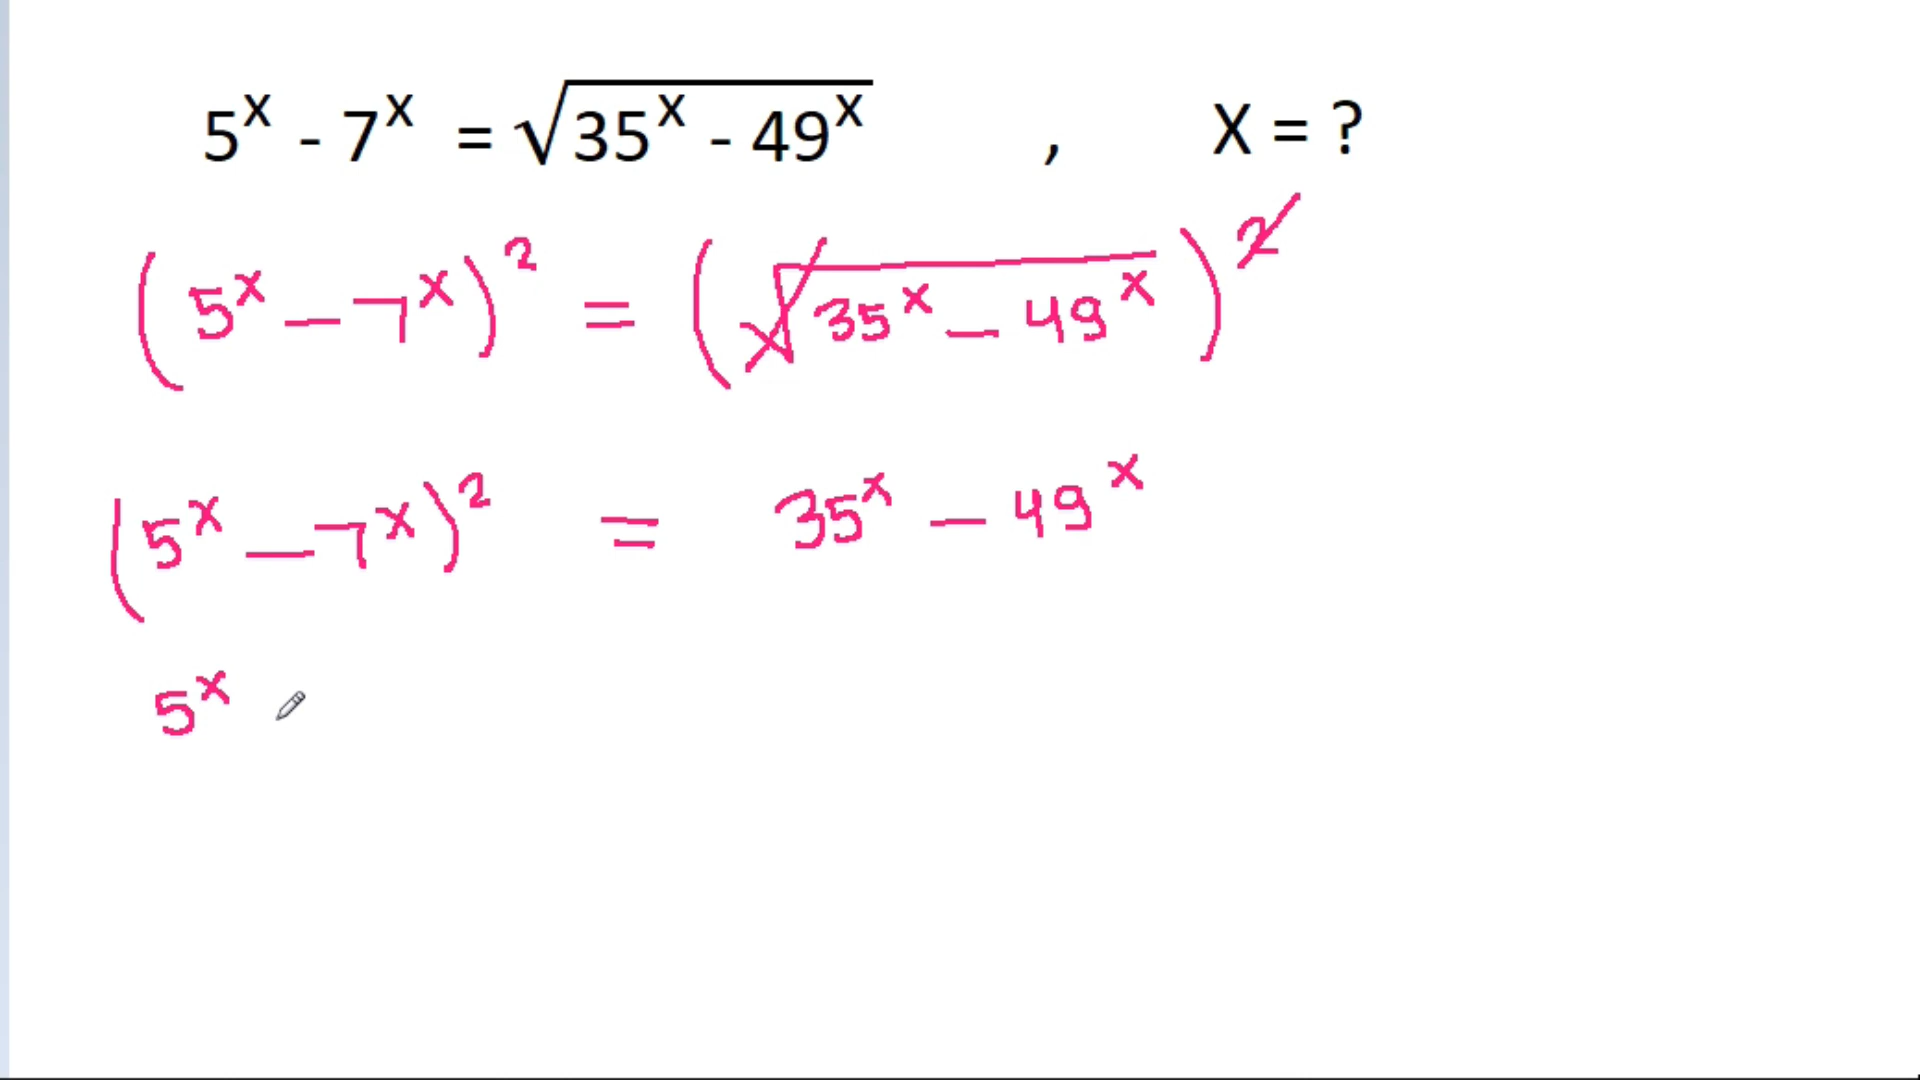 5^x - 7^x = √(35^x - 49^x) , X = ?
(5^x - 7^x)^2 = (√(35^x - 49^x))^2
(5^x - 7^x)^2 = 35^x - 49^x
5^x